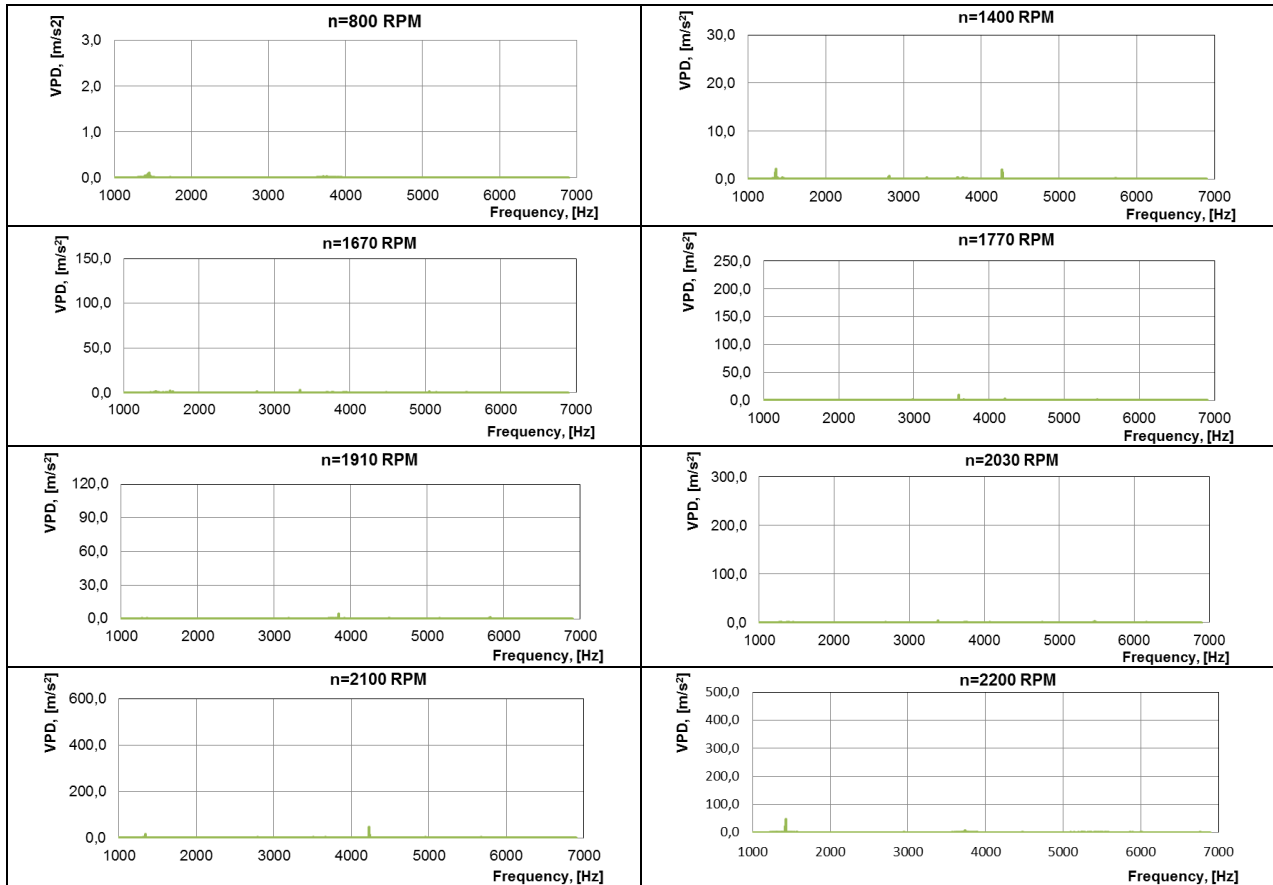 n=800 RPM
VPD, [m/s2]
3,0
2,0
1,0
0,0
1000 2000 3000 4000 5000 6000 7000
Frequency, [Hz]
n=1400 RPM
VPD, [m/s²]
30,0
20,0
10,0
0,0
1000 2000 3000 4000 5000 6000 7000
Frequency, [Hz]
n=1670 RPM
VPD, [m/s²]
150,0
100,0
50,0
0,0
1000 2000 3000 4000 5000 6000 7000
Frequency, [Hz]
n=1770 RPM
VPD, [m/s²]
250,0
200,0
150,0
100,0
50,0
0,0
1000 2000 3000 4000 5000 6000 7000
Frequency, [Hz]
n=1910 RPM
VPD, [m/s²]
120,0
90,0
60,0
30,0
0,0
1000 2000 3000 4000 5000 6000 7000
Frequency, [Hz]
n=2030 RPM
VPD, [m/s²]
300,0
200,0
100,0
0,0
1000 2000 3000 4000 5000 6000 7000
Frequency, [Hz]
n=2100 RPM
VPD, [m/s²]
600,0
400,0
200,0
0,0
1000 2000 3000 4000 5000 6000 7000
Frequency, [Hz]
n=2200 RPM
VPD, [m/s²]
500,0
400,0
300,0
200,0
100,0
0,0
1000 2000 3000 4000 5000 6000 7000
Frequency, [Hz]